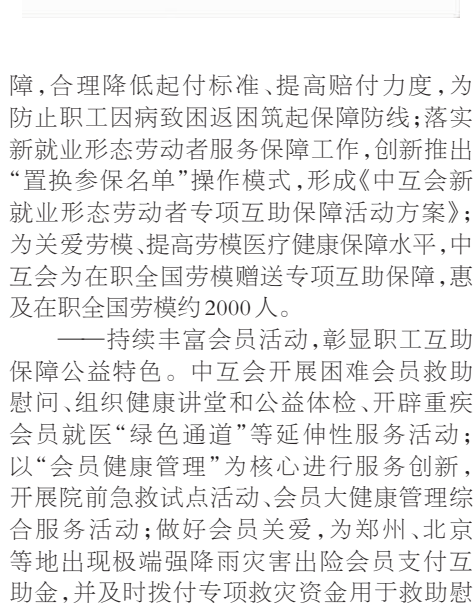 障，合理降低起付标准、提高赔付力度，为
防止职工因病致困返困筑起保障防线；落实
新就业形态劳动者服务保障工作，创新推出
“置换参保名单”操作模式，形成《中互会新
就业形态劳动者专项互助保障活动方案》；
为关爱劳模、提高劳模医疗健康保障水平，中
互会为在职全国劳模赠送专项互助保障，惠
及在职全国劳模约2000人。
——持续丰富会员活动，彰显职工互助
保障公益特色。中互会开展困难会员救助
慰问、组织健康讲堂和公益体检、开辟重疾
会员就医“绿色通道”等延伸性服务活动；
以“会员健康管理”为核心进行服务创新，
开展院前急救试点活动、会员大健康管理综
合服务活动；做好会员关爱，为郑州、北京
等地出现极端强降雨灾害出险会员支付互
助金，并及时拨付专项救灾资金用于救助慰